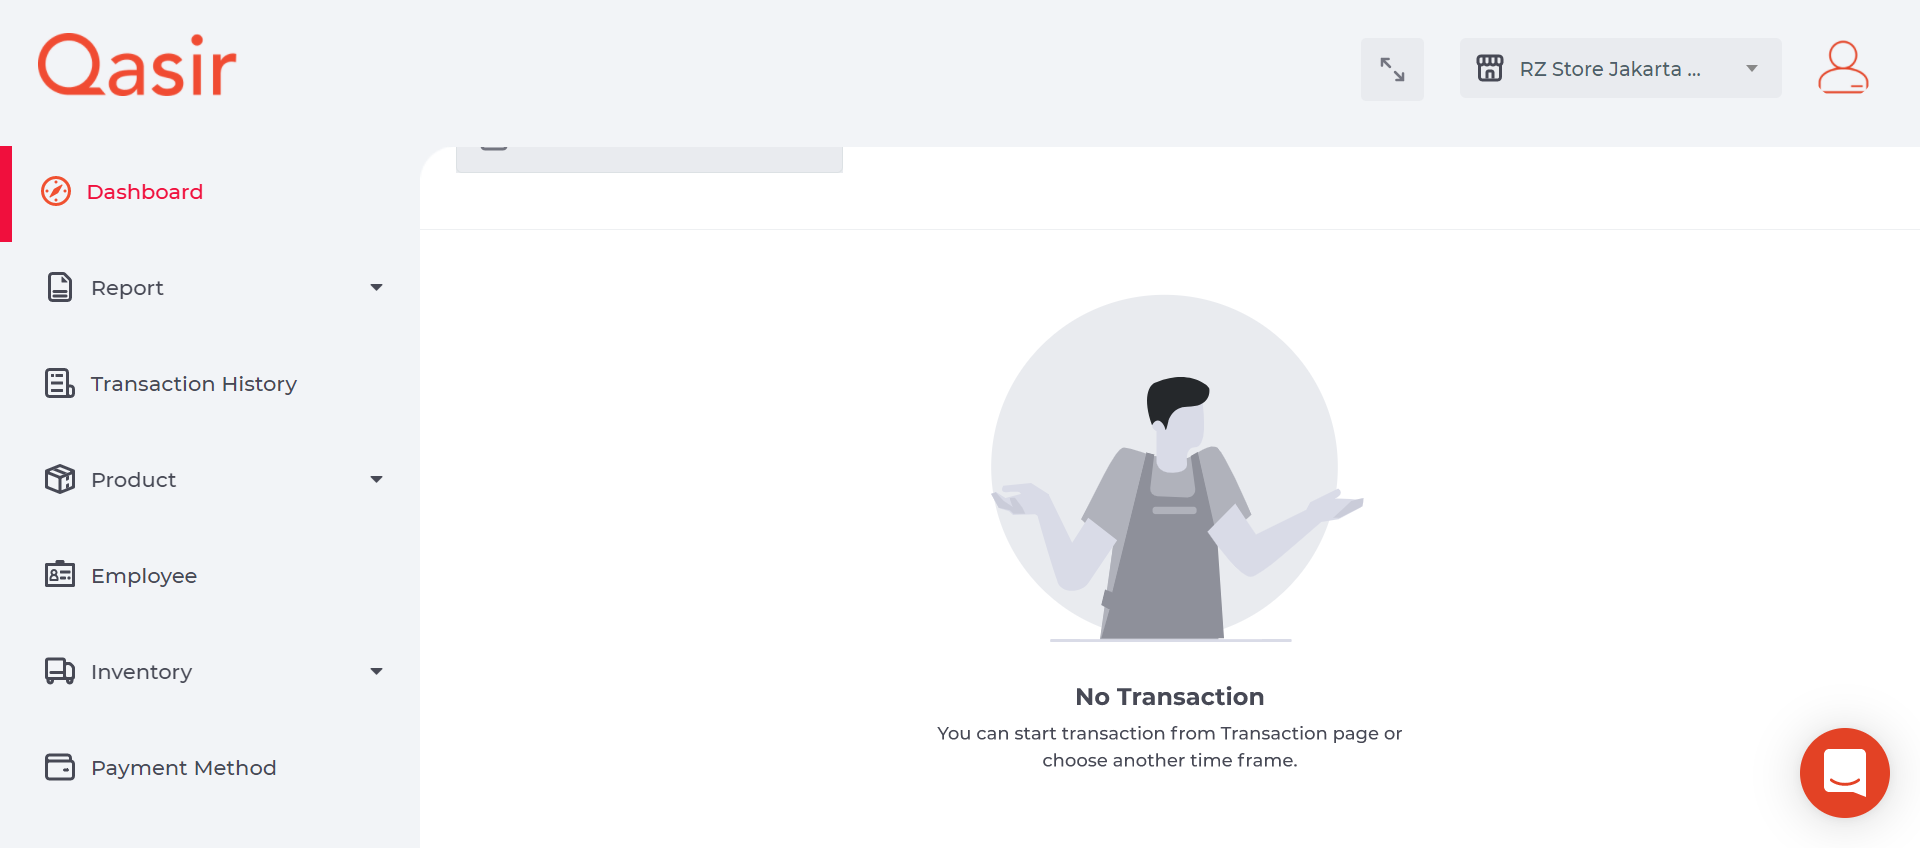 Qasir
RZ Store Jakarta ...
Dashboard
Report
Transaction History
Product
Employee
Inventory
Payment Method
No Transaction
You can start transaction from Transaction page or
choose another time frame.